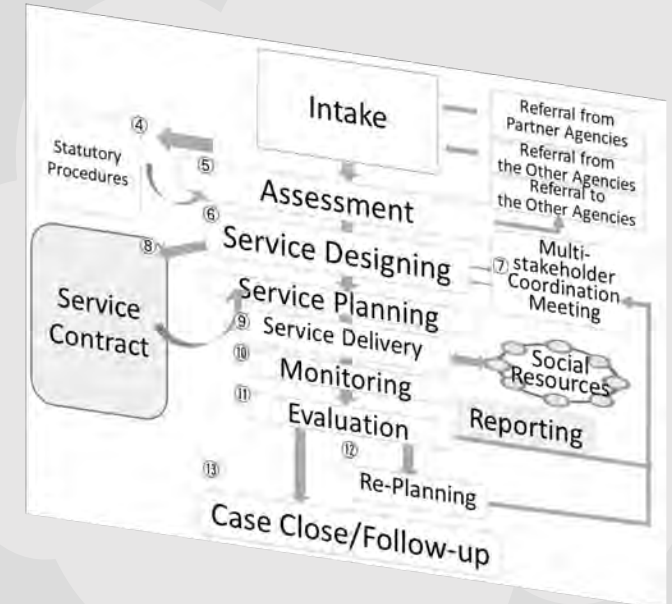 Intake
Referral from
Partner Agencies
Referral from
the Other Agencies
Referral to
the Other Agencies
④
Statutory
Procedures
⑤
Assessment
⑥
Service Designing
⑦
Multi-
stakeholder
Coordination
Meeting
⑧
Service
Contract
Service Planning
⑨
Service Delivery
Social
Resources
⑩
Monitoring
⑪
Evaluation
Reporting
⑫
Re-Planning
⑬
Case Close/Follow-up